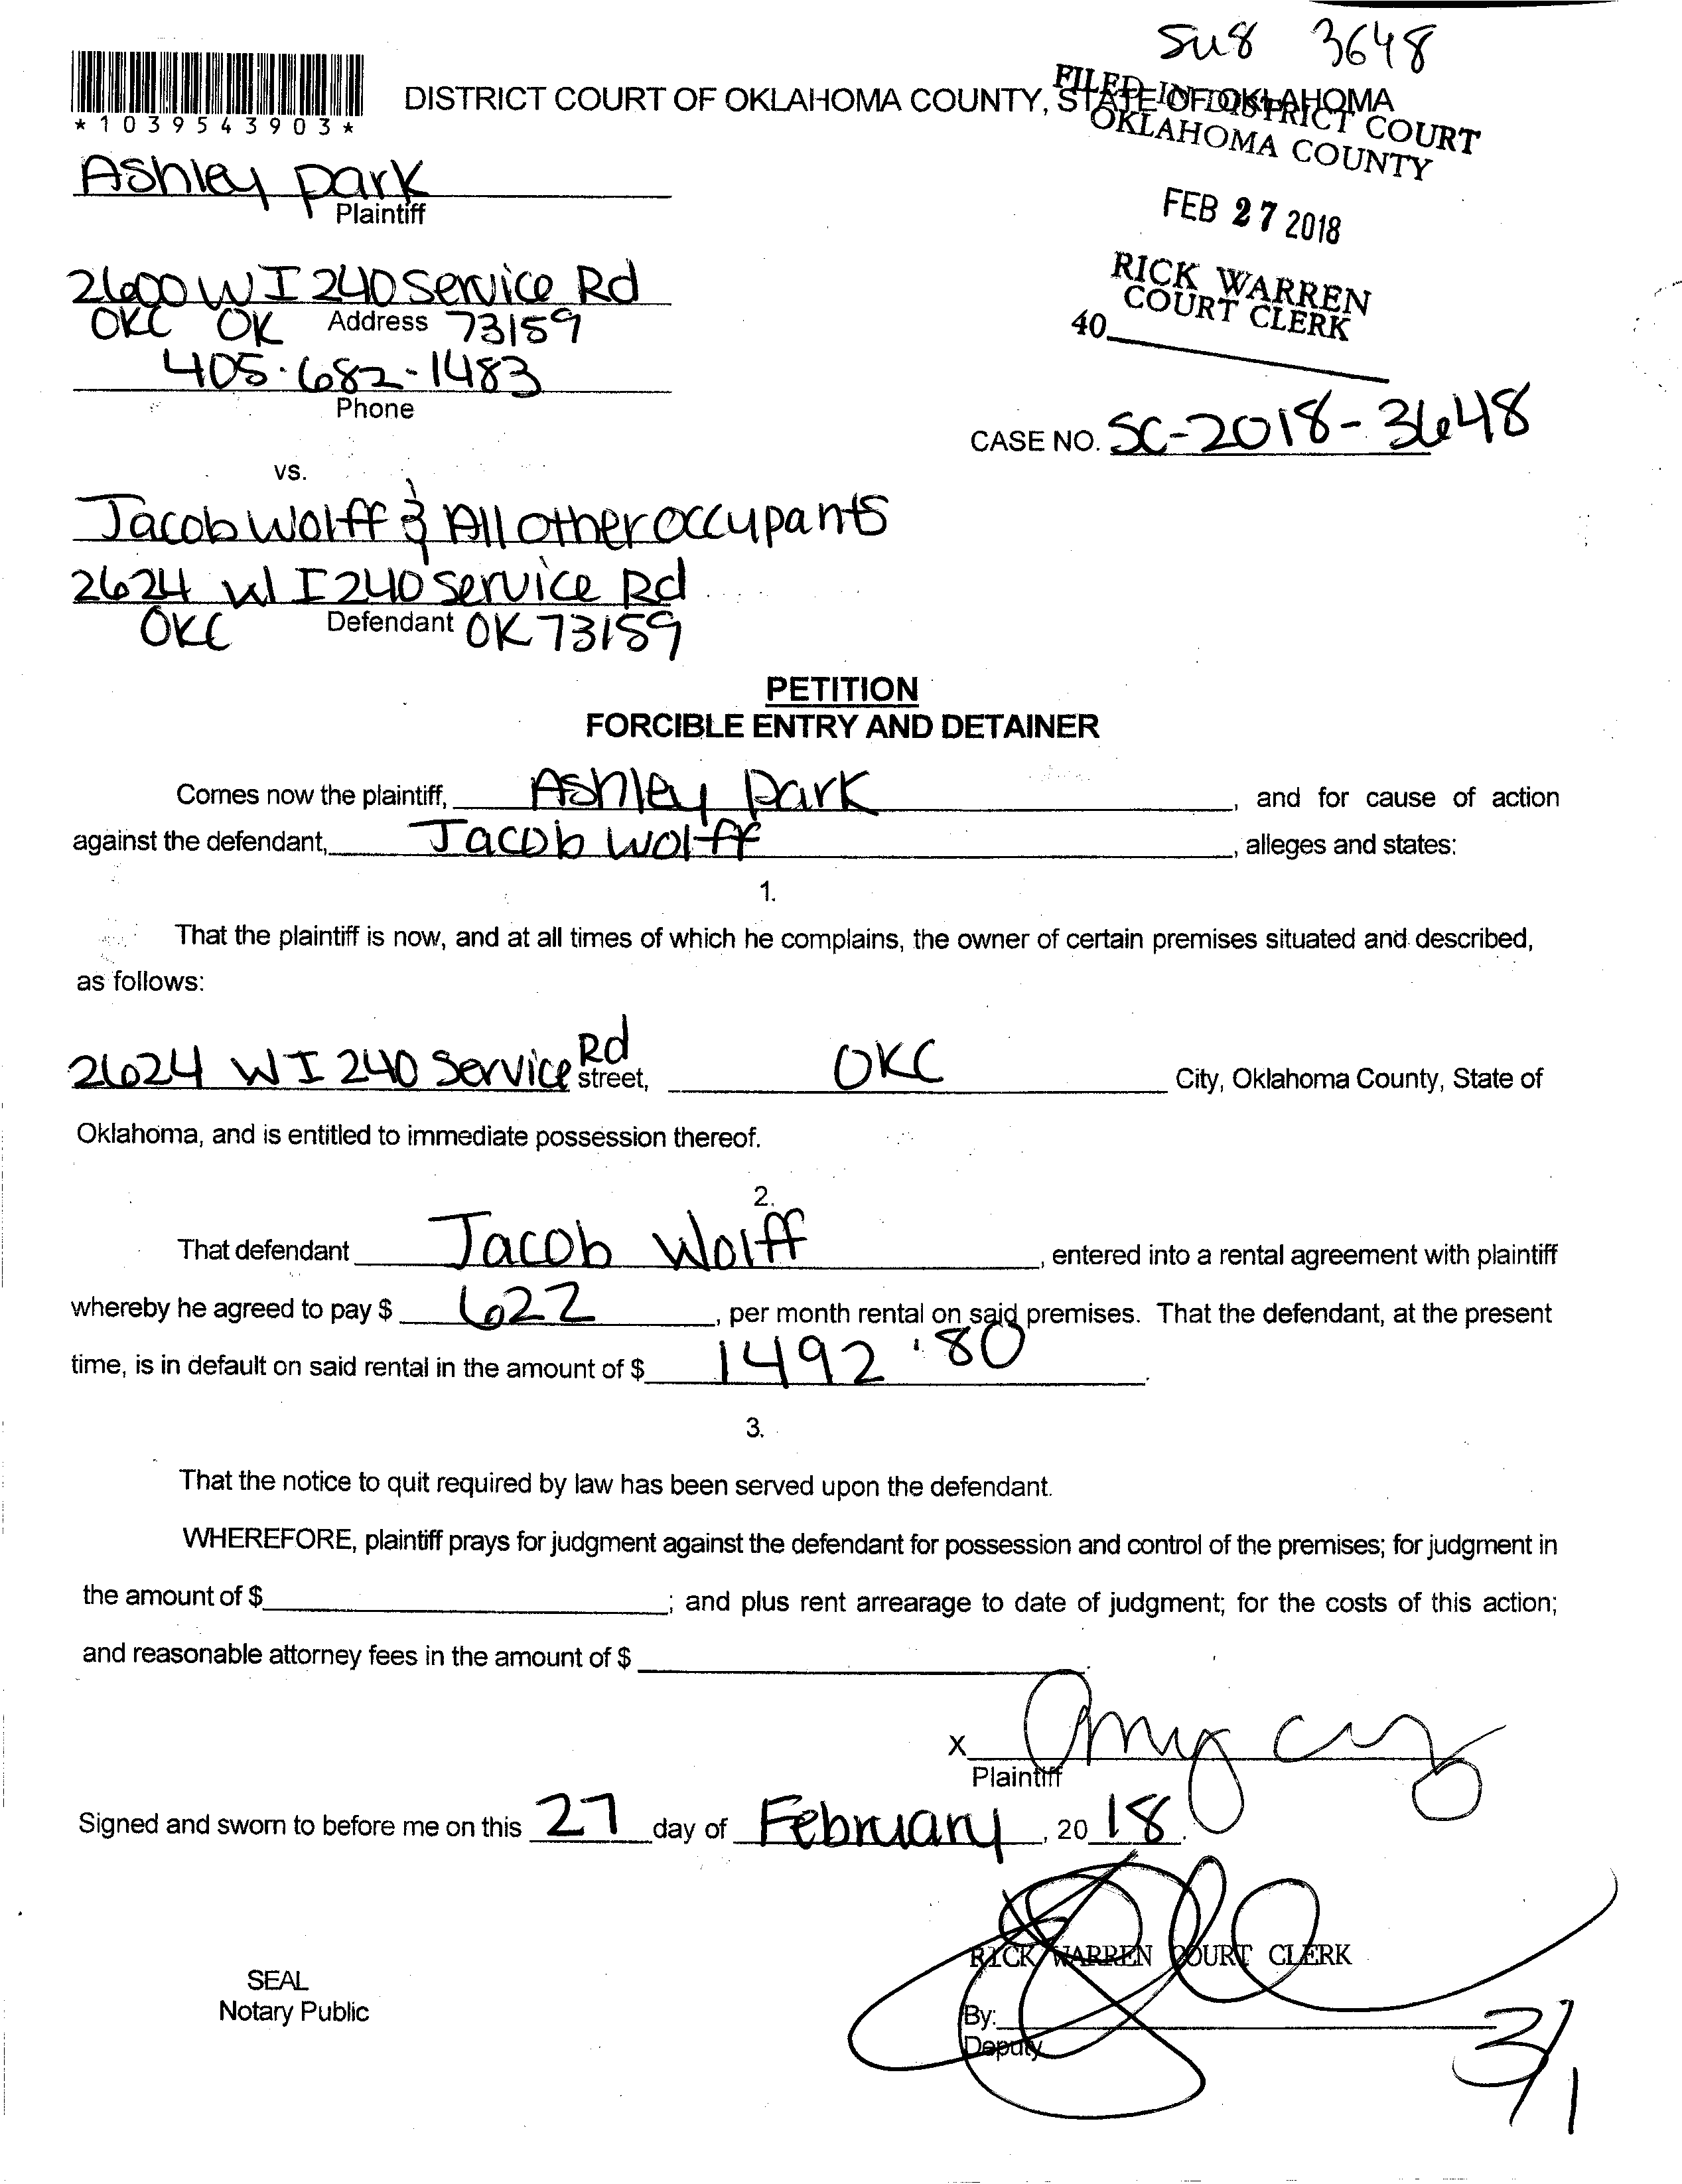 SU8 3648
*1039543903*
DISTRICT COURT OF OKLAHOMA COUNTY, STATE OF OKLAHOMA
FILED IN DISTRICT COURT
OKLAHOMA COUNTY
Ashley park
Plaintiff
FEB 27 2018
2600 W I 240 Service Rd
OKC OK Address 73159
RICK WARREN
COURT CLERK
40
405-682-1483
Phone
CASE NO. SC-2018-3648
vs.
Jacob Wolff & All other occupants
2624 W I 240 Service Rd
OKC Defendant OK 73159
PETITION
FORCIBLE ENTRY AND DETAINER
Comes now the plaintiff, Ashley Park, and for cause of action
against the defendant, Jacob Wolff, alleges and states:
1.
That the plaintiff is now, and at all times of which he complains, the owner of certain premises situated and described,
as follows:
2624 W I 240 Service Rd street, OKC City, Oklahoma County, State of
Oklahoma, and is entitled to immediate possession thereof.
2.
That defendant Jacob Wolff, entered into a rental agreement with plaintiff
whereby he agreed to pay $ 622, per month rental on said premises. That the defendant, at the present
time, is in default on said rental in the amount of $ 1492.80.
3.
That the notice to quit required by law has been served upon the defendant.
WHEREFORE, plaintiff prays for judgment against the defendant for possession and control of the premises; for judgment in
the amount of $ ; and plus rent arrearage to date of judgment; for the costs of this action;
and reasonable attorney fees in the amount of $ .
X
Plaintiff
Signed and sworn to before me on this 27 day of February, 2018.
RICK WARREN COURT CLERK
SEAL
Notary Public
By:
Deputy
3/1